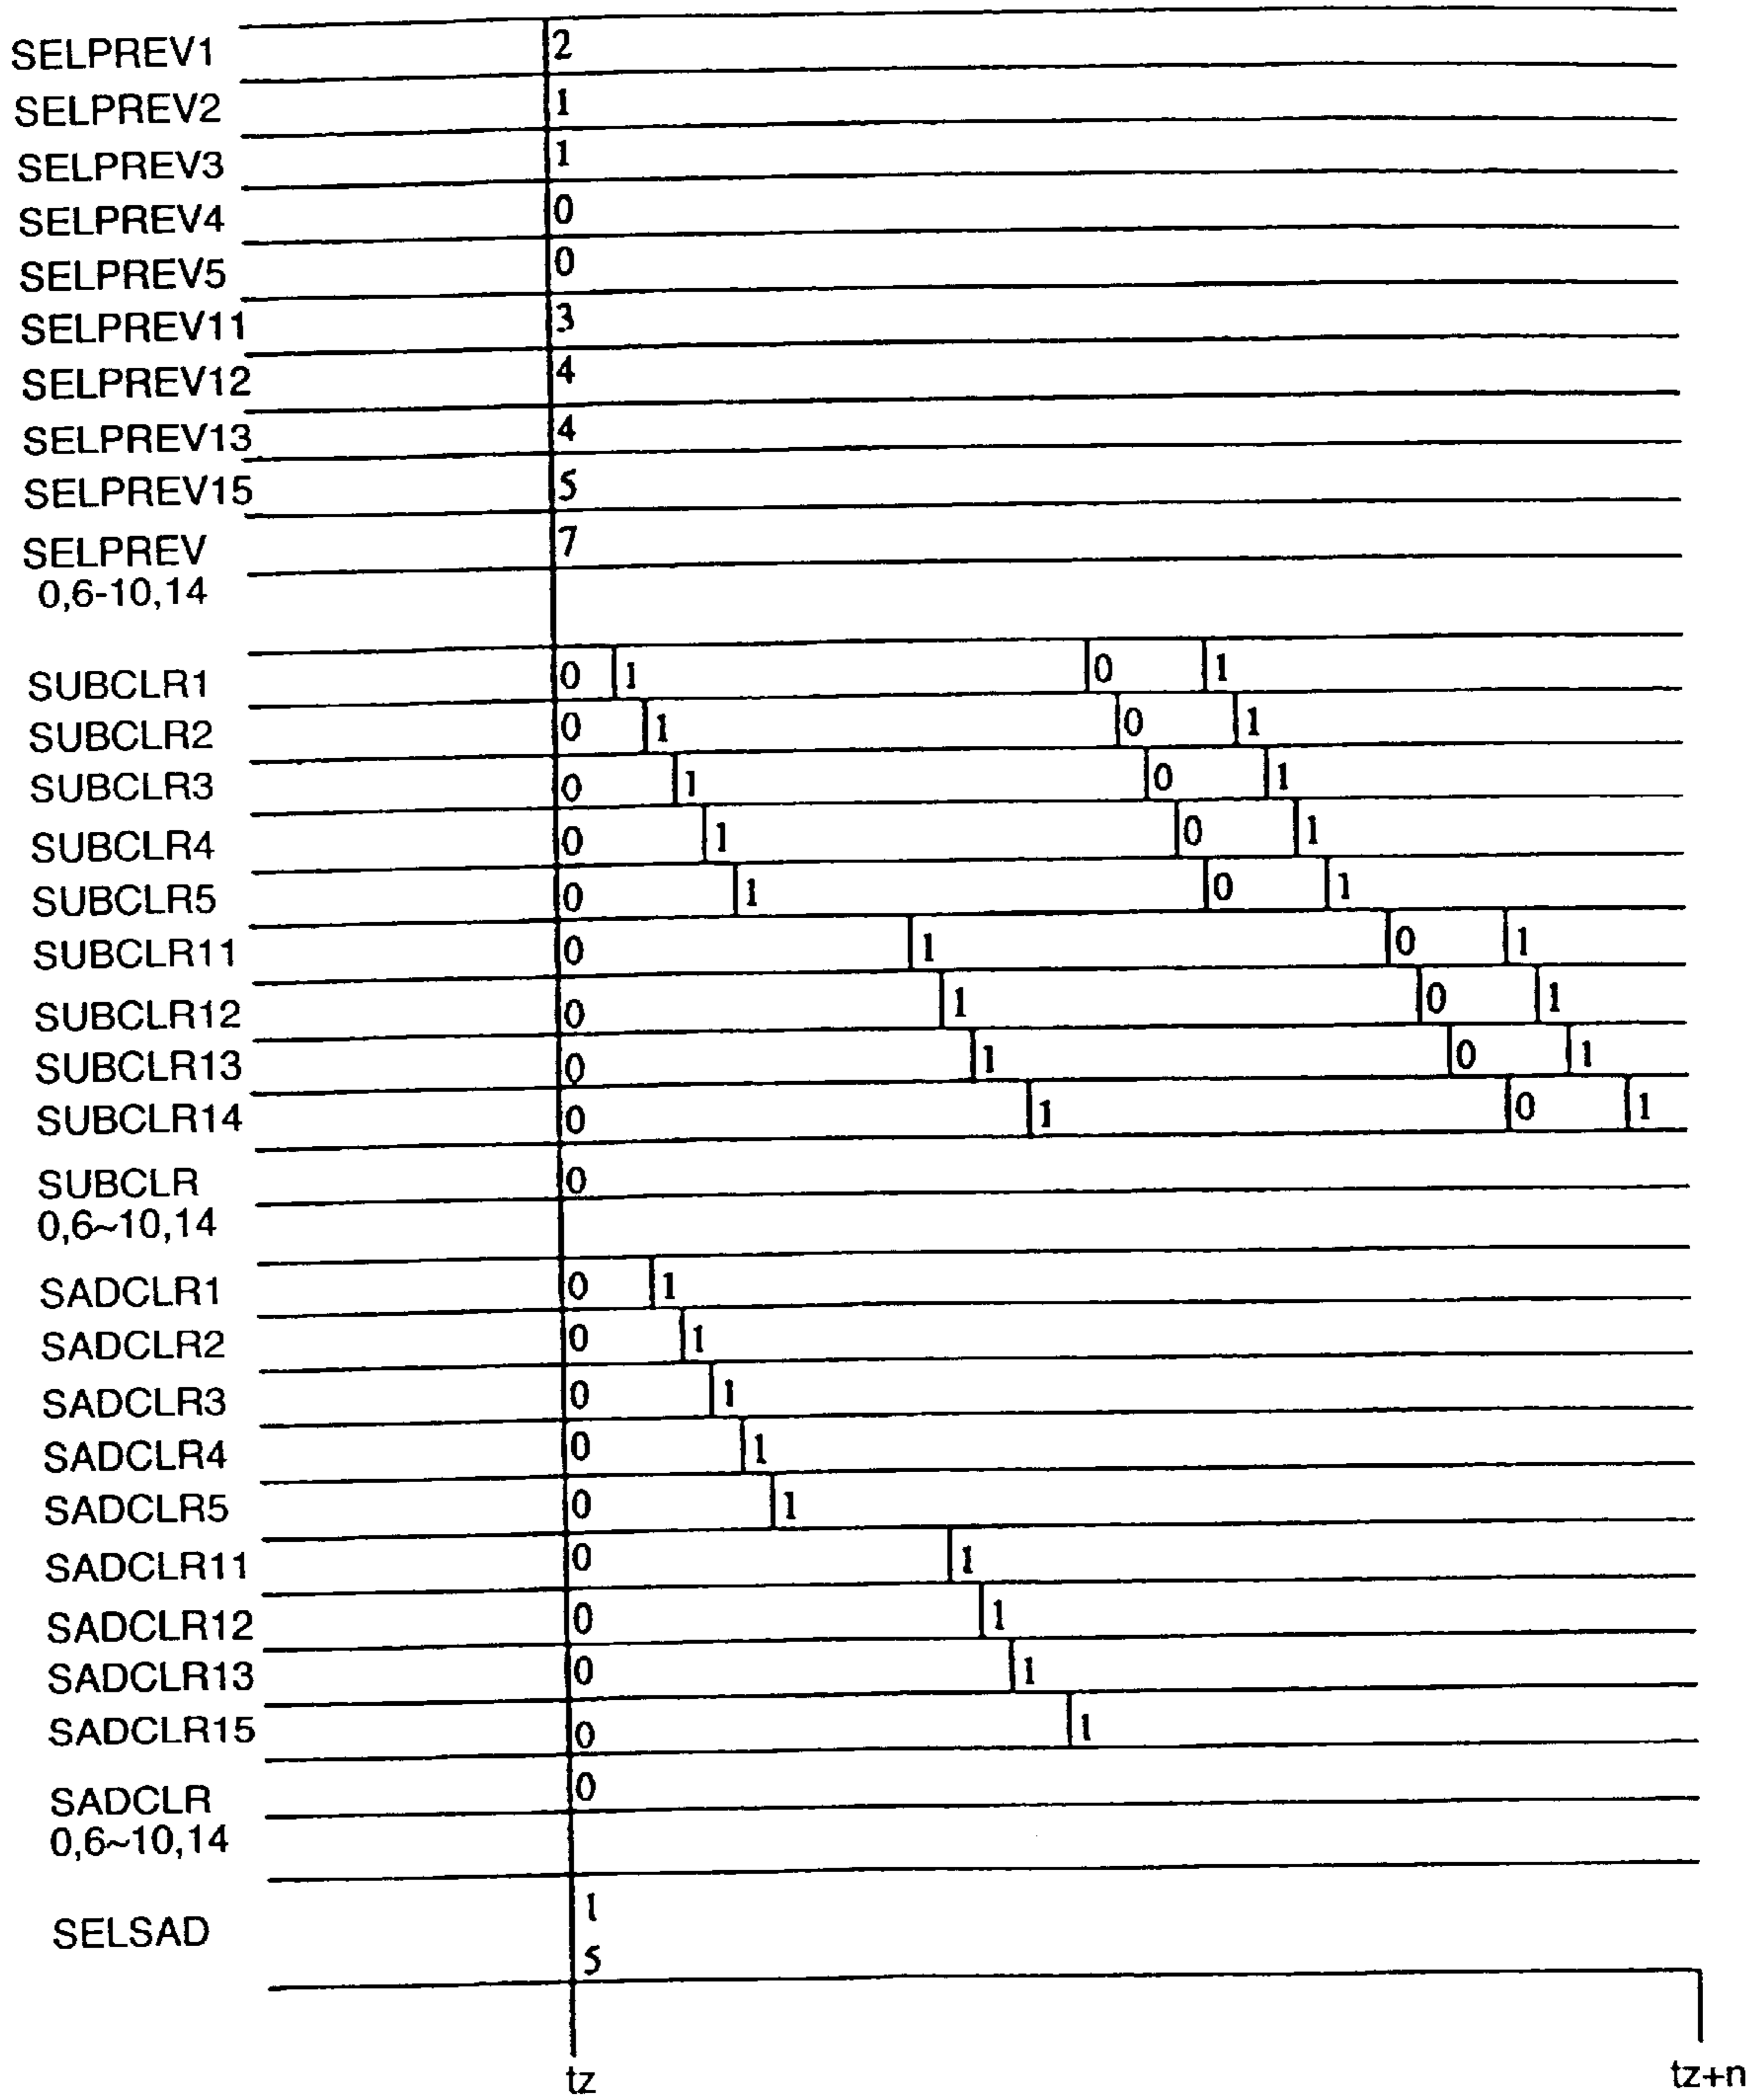 SELPREV1 2
SELPREV2 1
SELPREV3 1
SELPREV4 0
SELPREV5 0
SELPREV11 3
SELPREV12 4
SELPREV13 4
SELPREV15 5
SELPREV 7
0,6-10,14
SUBCLR1 0 1 0 1
SUBCLR2 0 1 0 1
SUBCLR3 0 1 0 1
SUBCLR4 0 1 0 1
SUBCLR5 0 1 0 1
SUBCLR11 0 1 0 1
SUBCLR12 0 1 0 1
SUBCLR13 0 1 0 1
SUBCLR14 0 1 0 1
SUBCLR 0
0,6~10,14
SADCLR1 0 1
SADCLR2 0 1
SADCLR3 0 1
SADCLR4 0 1
SADCLR5 0 1
SADCLR11 0 1
SADCLR12 0 1
SADCLR13 0 1
SADCLR15 0 1
SADCLR 0
0,6~10,14
1
SELSAD
5
tz tz+n